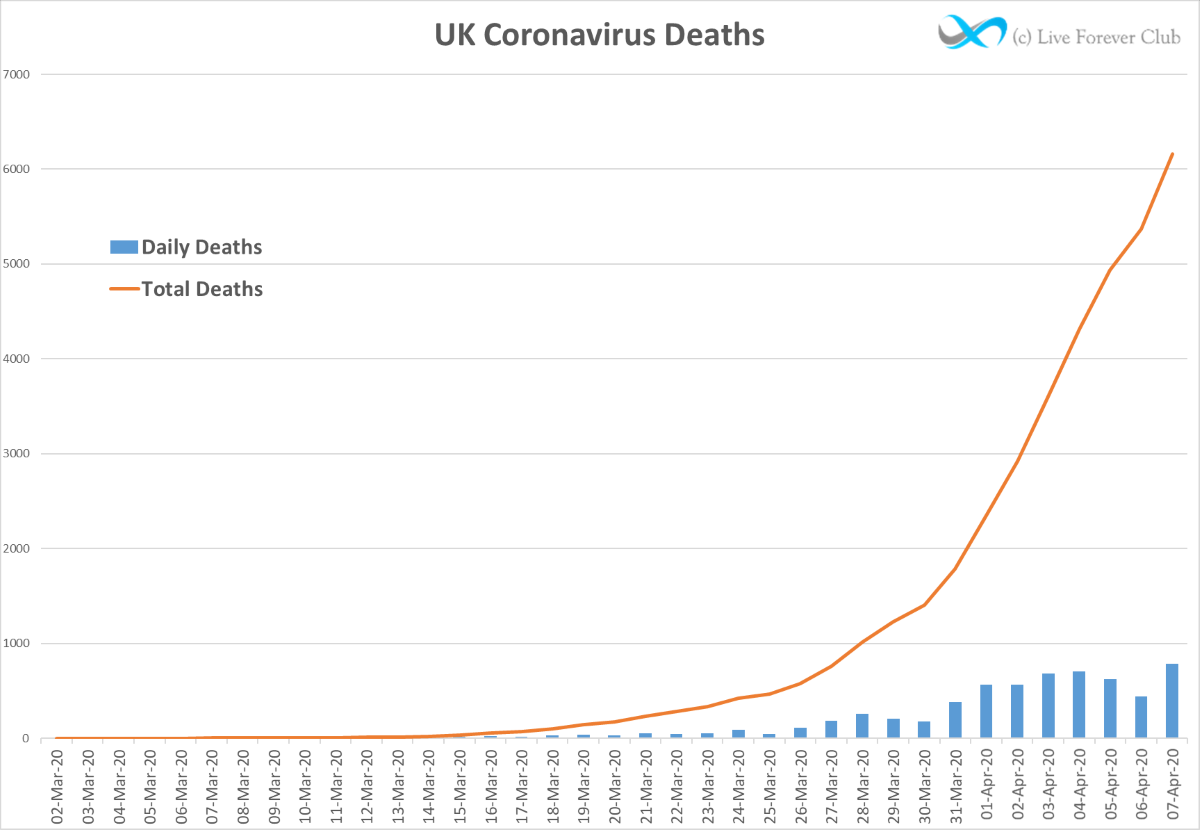 UK Coronavirus Deaths
(c) Live Forever Club
7000
6000
5000
4000
3000
2000
1000
0
Daily Deaths
Total Deaths
02-Mar-20
03-Mar-20
04-Mar-20
05-Mar-20
06-Mar-20
07-Mar-20
08-Mar-20
09-Mar-20
10-Mar-20
11-Mar-20
12-Mar-20
13-Mar-20
14-Mar-20
15-Mar-20
16-Mar-20
17-Mar-20
18-Mar-20
19-Mar-20
20-Mar-20
21-Mar-20
22-Mar-20
23-Mar-20
24-Mar-20
25-Mar-20
26-Mar-20
27-Mar-20
28-Mar-20
29-Mar-20
30-Mar-20
31-Mar-20
01-Apr-20
02-Apr-20
03-Apr-20
04-Apr-20
05-Apr-20
06-Apr-20
07-Apr-20